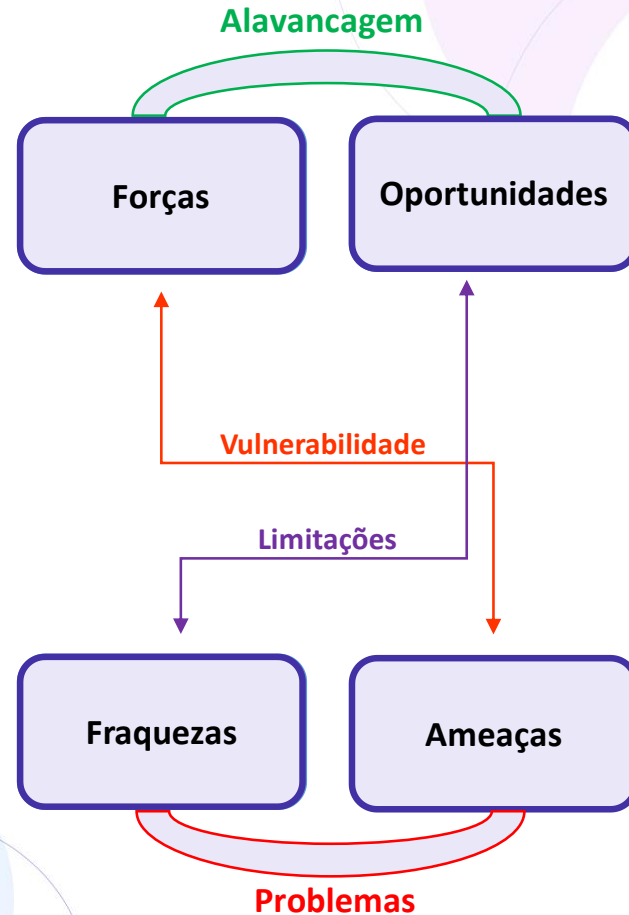 Alavancagem
Forças
Oportunidades
Vulnerabilidade
Limitações
Fraquezas
Ameaças
Problemas